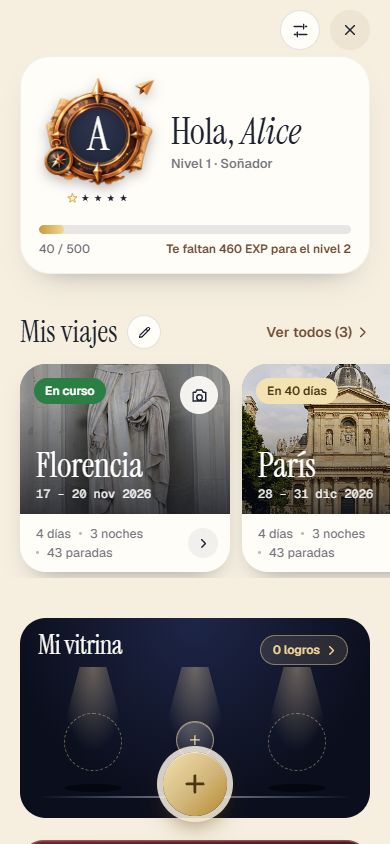 A
Hola, Alice
Nivel 1 · Soñador
40 / 500
Te faltan 460 EXP para el nivel 2
Mis viajes
Ver todos (3)
En curso
Florencia
17 – 20 nov 2026
4 días • 3 noches
• 43 paradas
En 40 días
París
28 – 31 dic 2026
4 días • 3 noches
• 43 paradas
Mi vitrina
0 logros